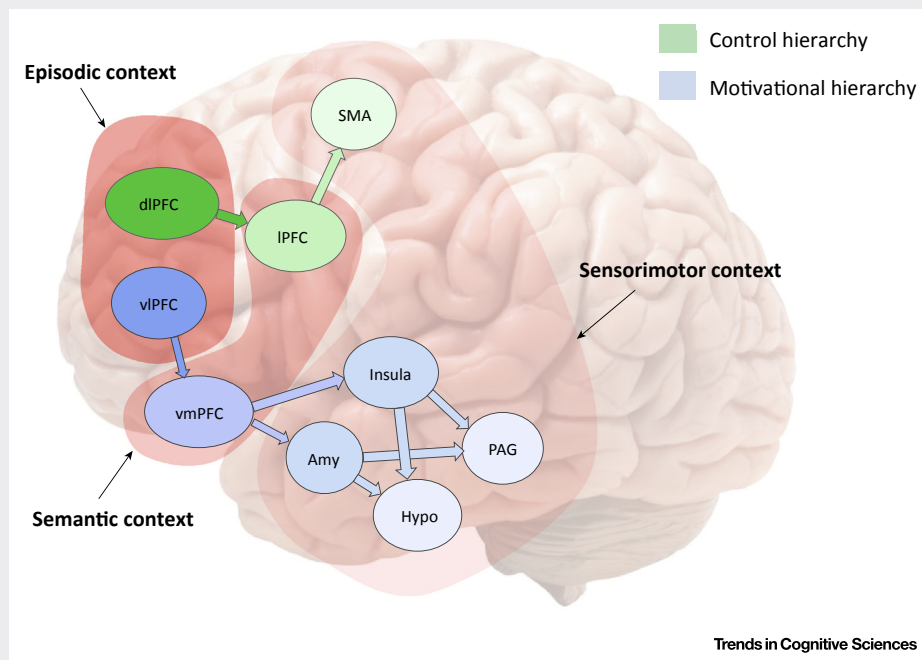 Control hierarchy
Motivational hierarchy
Episodic context
SMA
dlPFC
lPFC
Sensorimotor context
vlPFC
Insula
vmPFC
PAG
Amy
Semantic context
Hypo
Trends in Cognitive Sciences